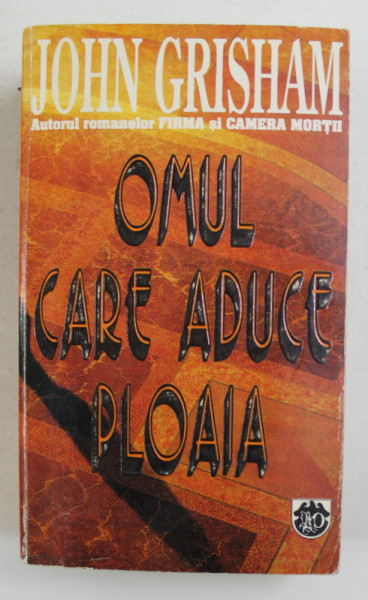 JOHN GRISHAM
Autorul romanelor FIRMA și CAMERA MORȚII
OMUL
CARE ADUCE
PLOAIA